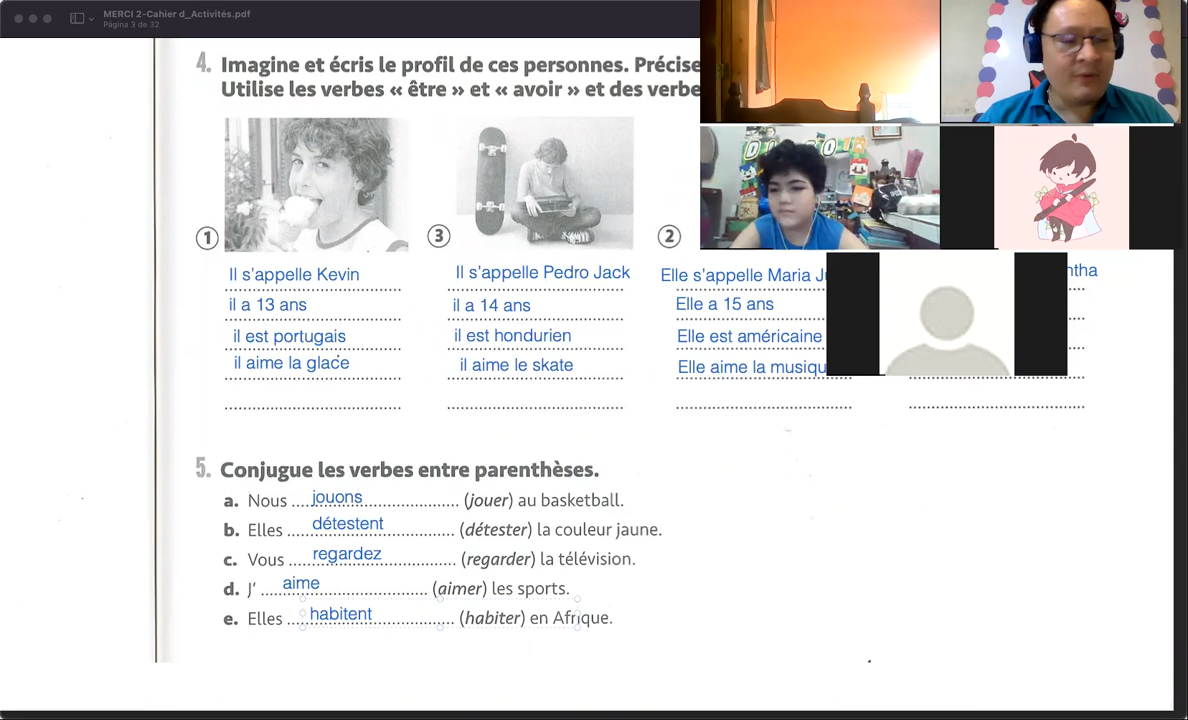 MERCI 2-Cahier d_Activités.pdf
Página 3 de 32
4. Imagine et écris le profil de ces personnes. Précise
Utilise les verbes « être » et « avoir » et des verbe
1
3
2
Il s'appelle Kevin
il a 13 ans
il est portugais
il aime la glace
Il s'appelle Pedro Jack
il a 14 ans
il est hondurien
il aime le skate
Elle s'appelle Maria
Elle a 15 ans
Elle est américaine
Elle aime la musiqu
ntha
5. Conjugue les verbes entre parenthèses.
a. Nous jouons (jouer) au basketball.
b. Elles détestent (détester) la couleur jaune.
c. Vous regardez (regarder) la télévision.
d. J' aime (aimer) les sports.
e. Elles habitent (habiter) en Afrique.